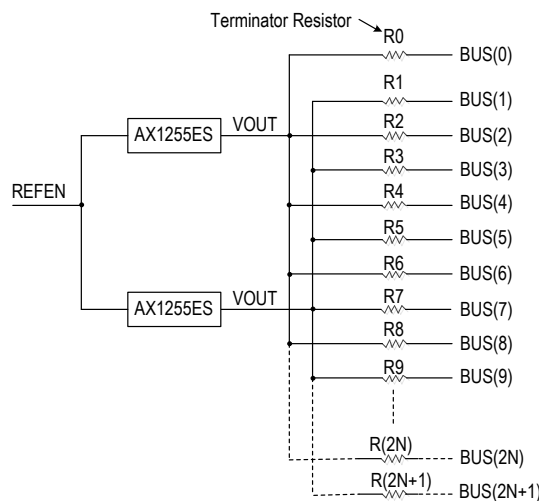 Terminator Resistor
R0 BUS(0)
R1 BUS(1)
AX1255ES VOUT R2 BUS(2)
R3 BUS(3)
REFEN R4 BUS(4)
R5 BUS(5)
R6 BUS(6)
AX1255ES VOUT R7 BUS(7)
R8 BUS(8)
R9 BUS(9)
R(2N) BUS(2N)
R(2N+1) BUS(2N+1)